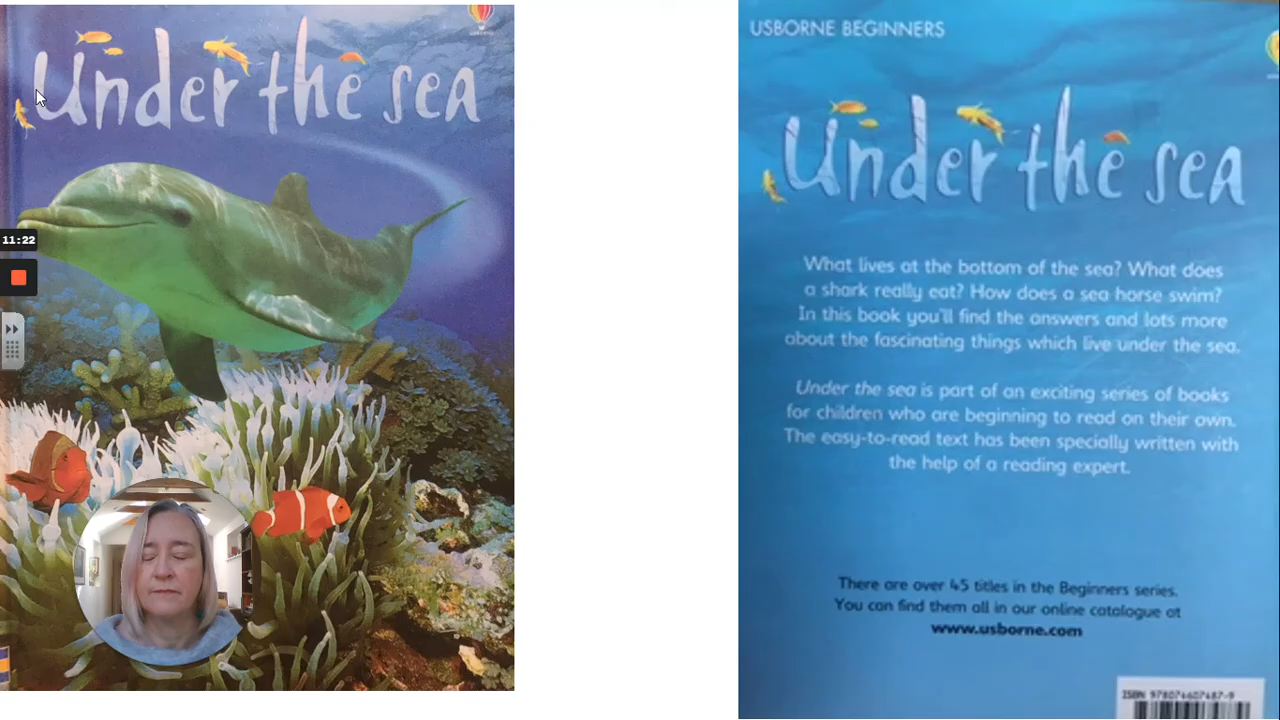 Under the sea
11:22
USBORNE BEGINNERS
Under the sea
What lives at the bottom of the sea? What does
a shark really eat? How does a sea horse swim?
In this book you'll find the answers and lots more
about the fascinating things which live under the sea.
Under the sea is part of an exciting series of books
for children who are beginning to read on their own.
The easy-to-read text has been specially written with
the help of a reading expert.
There are over 45 titles in the Beginners series.
You can find them all in our online catalogue at
www.usborne.com
ISBN 978074607487-9